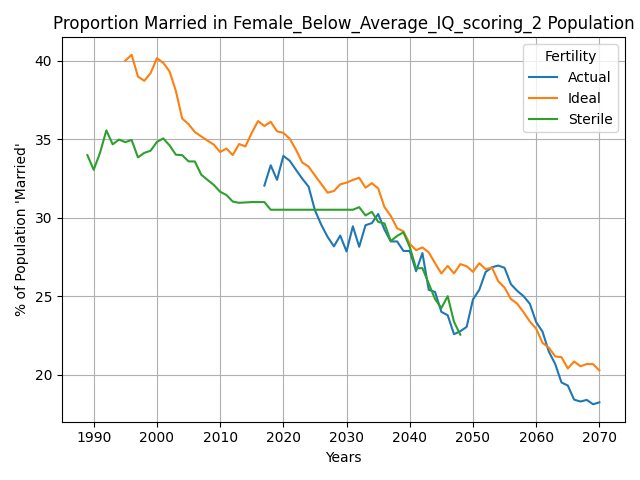 Proportion Married in Female_Below_Average_IQ_scoring_2 Population
Fertility
Actual
Ideal
Sterile
% of Population 'Married'
40
35
30
25
20
1990 2000 2010 2020 2030 2040 2050 2060 2070
Years